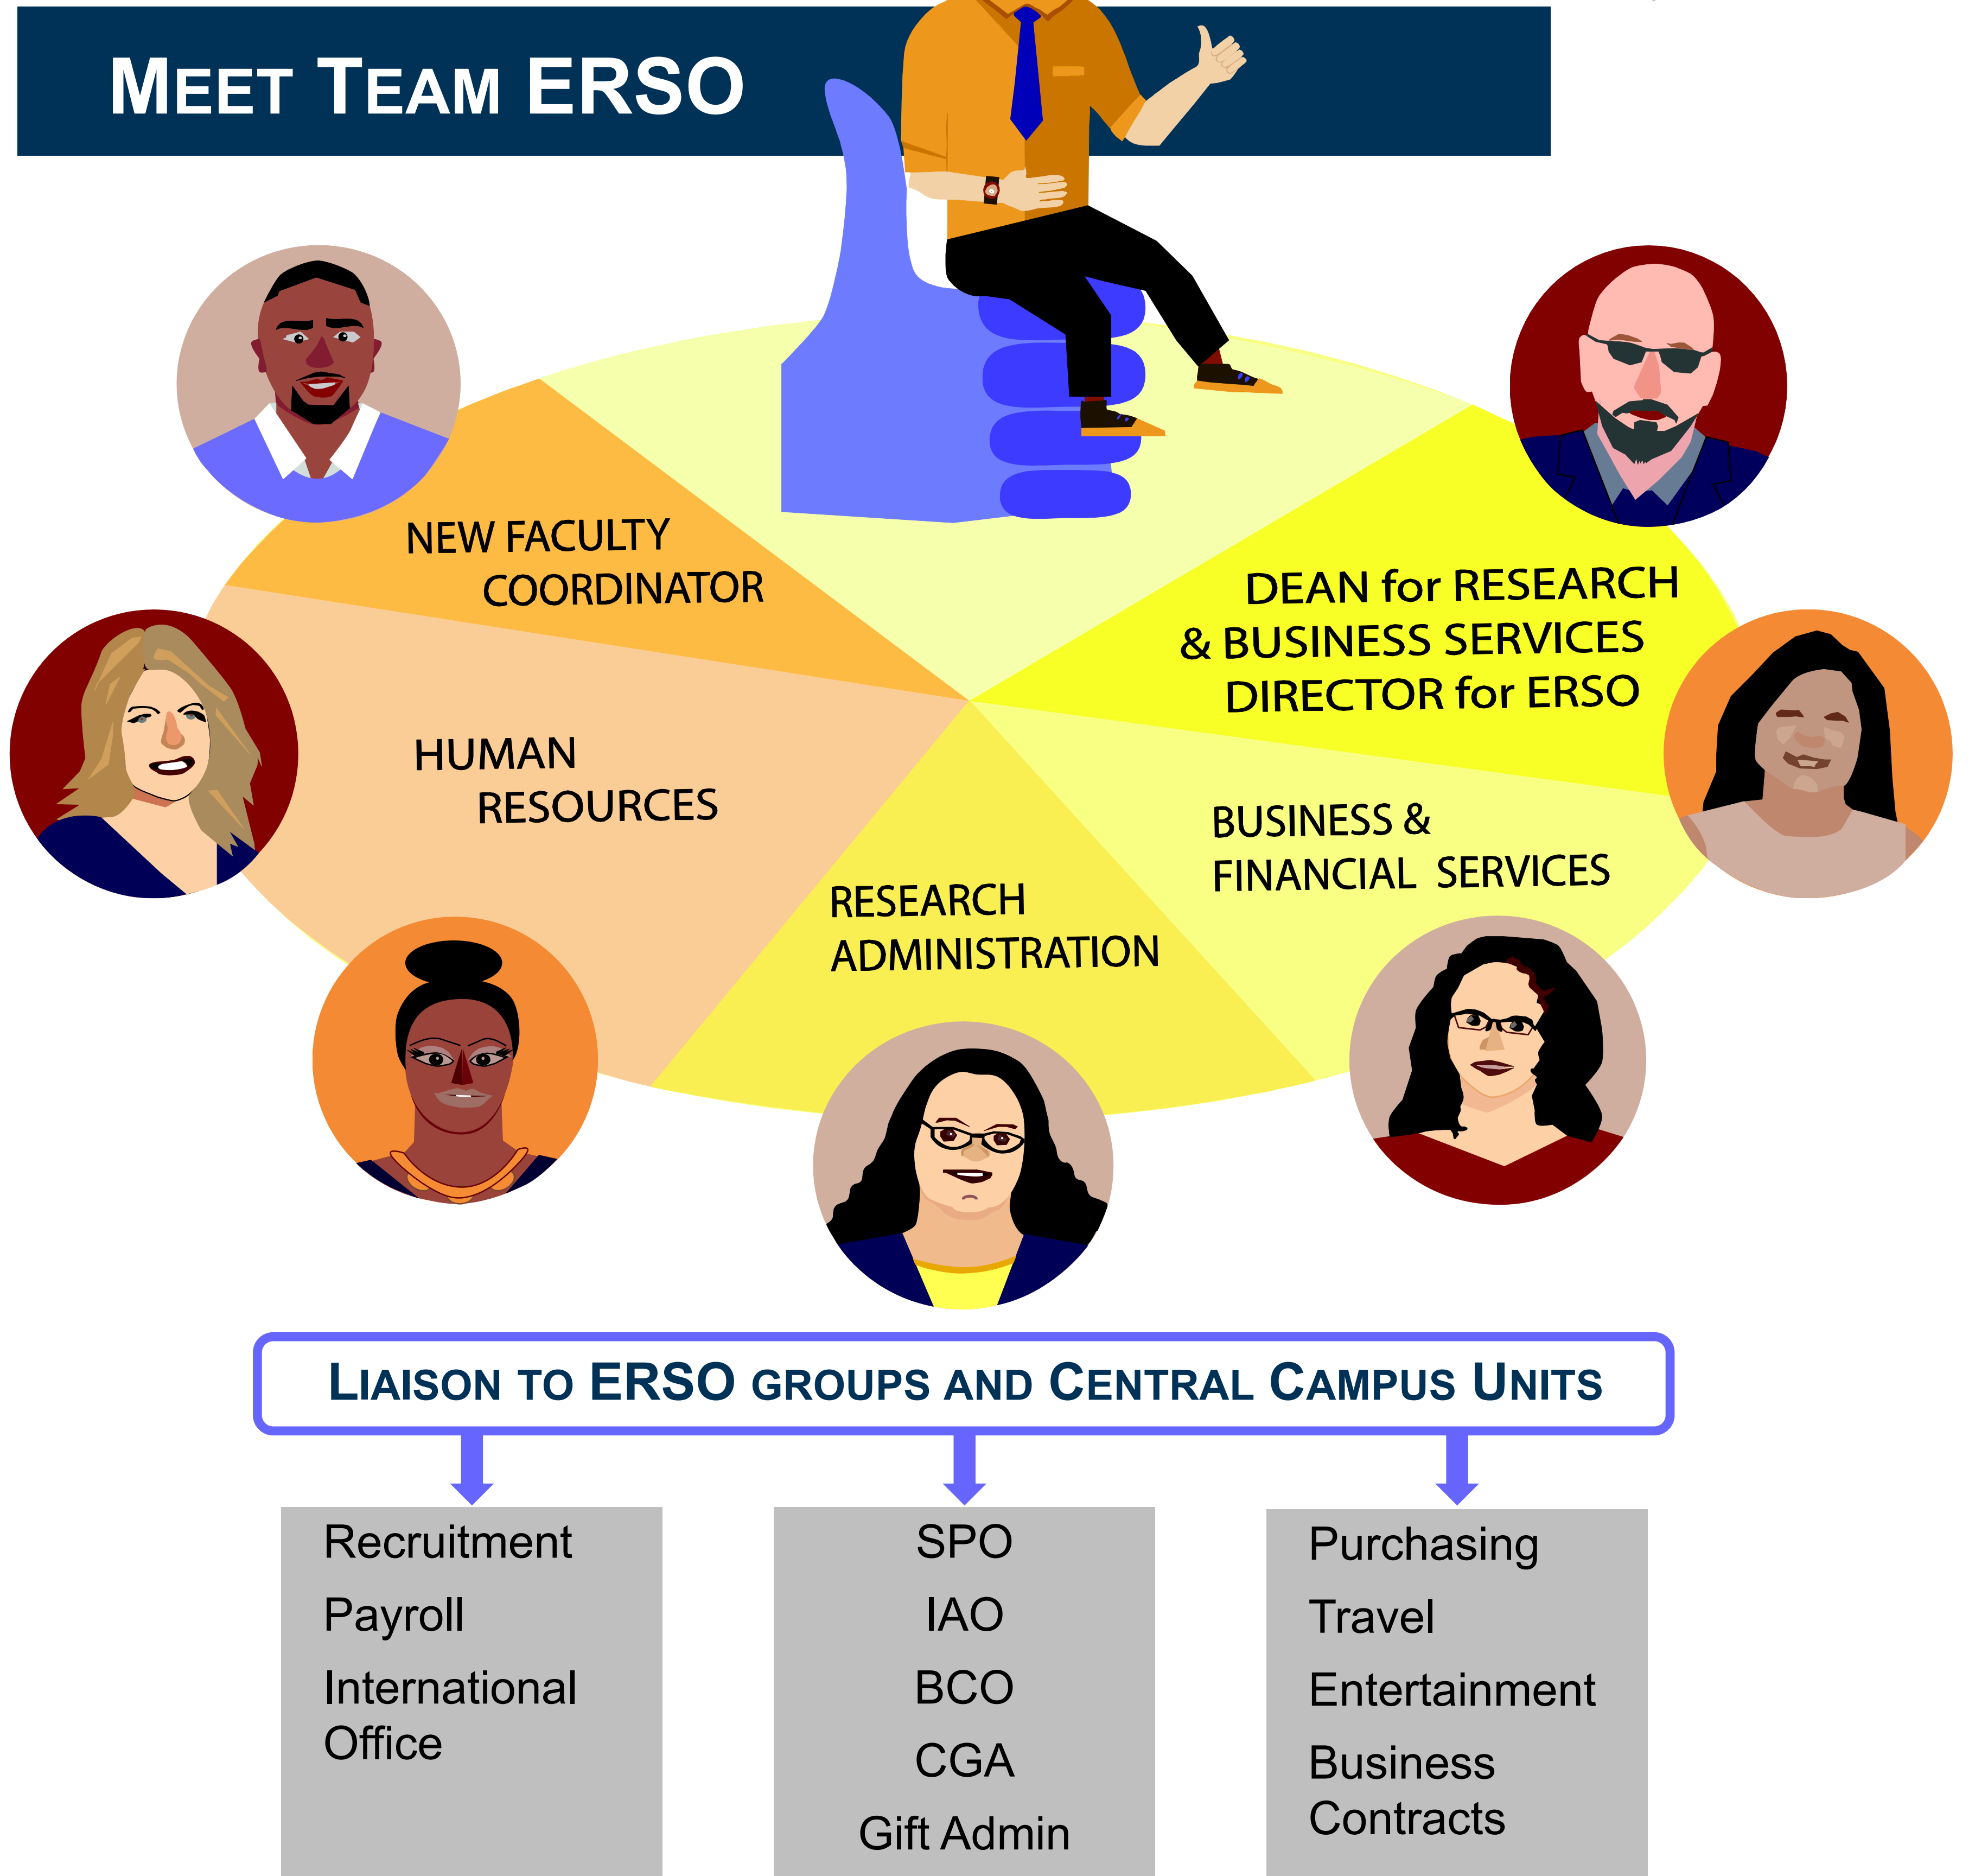 MEET TEAM ERSO
NEW FACULTY
COORDINATOR
DEAN for RESEARCH
& BUSINESS SERVICES
DIRECTOR for ERSO
HUMAN
RESOURCES
BUSINESS &
FINANCIAL SERVICES
RESEARCH
ADMINISTRATION
LIAISON TO ERSO GROUPS AND CENTRAL CAMPUS UNITS
Recruitment
Payroll
International
Office
SPO
IAO
BCO
CGA
Gift Admin
Purchasing
Travel
Entertainment
Business
Contracts